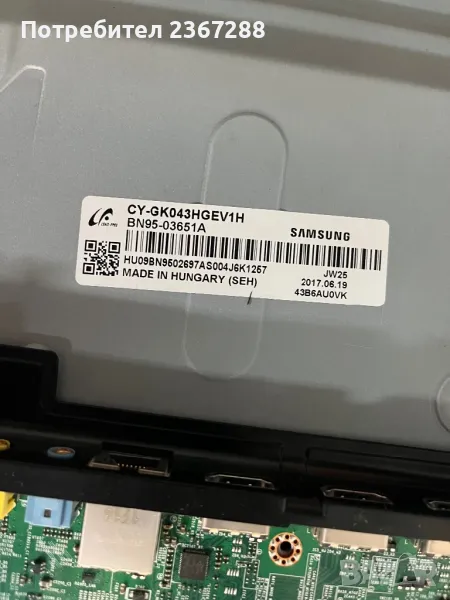 Потребител 2367288
CY-GK043HGEV1H
BN95-03651A
SAMSUNG
HU09BN9502697AS004J6K1257
JW25
MADE IN HUNGARY (SEH)
2017.06.19
43B6AU0VK